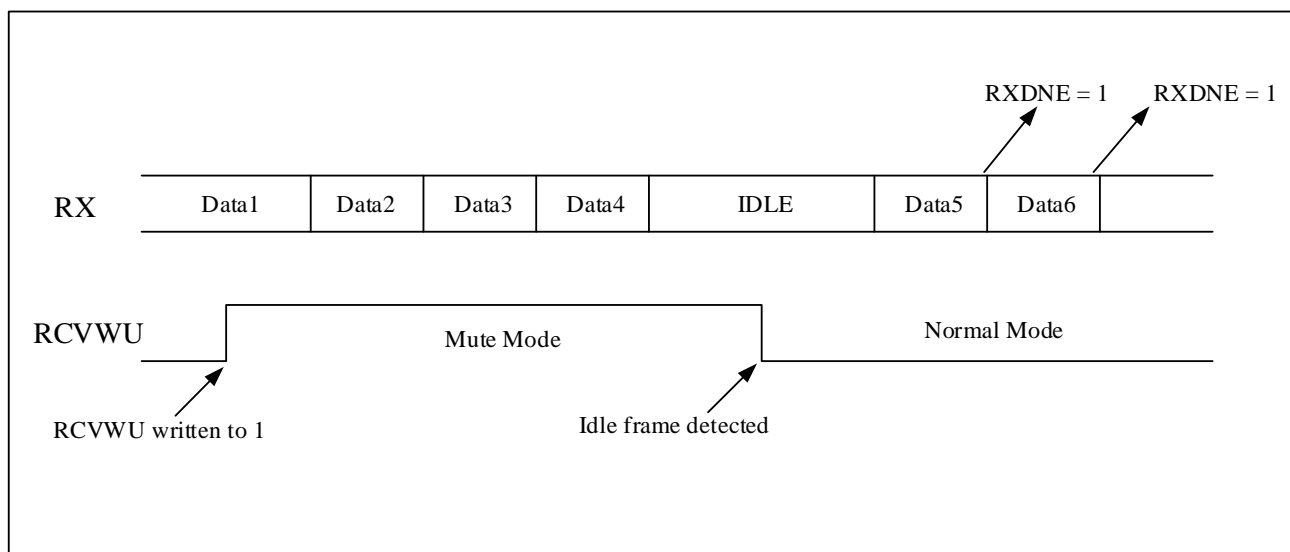 RXDNE = 1 RXDNE = 1
RX Data1 Data2 Data3 Data4 IDLE Data5 Data6
RCVWU Mute Mode Normal Mode
RCVWU written to 1 Idle frame detected